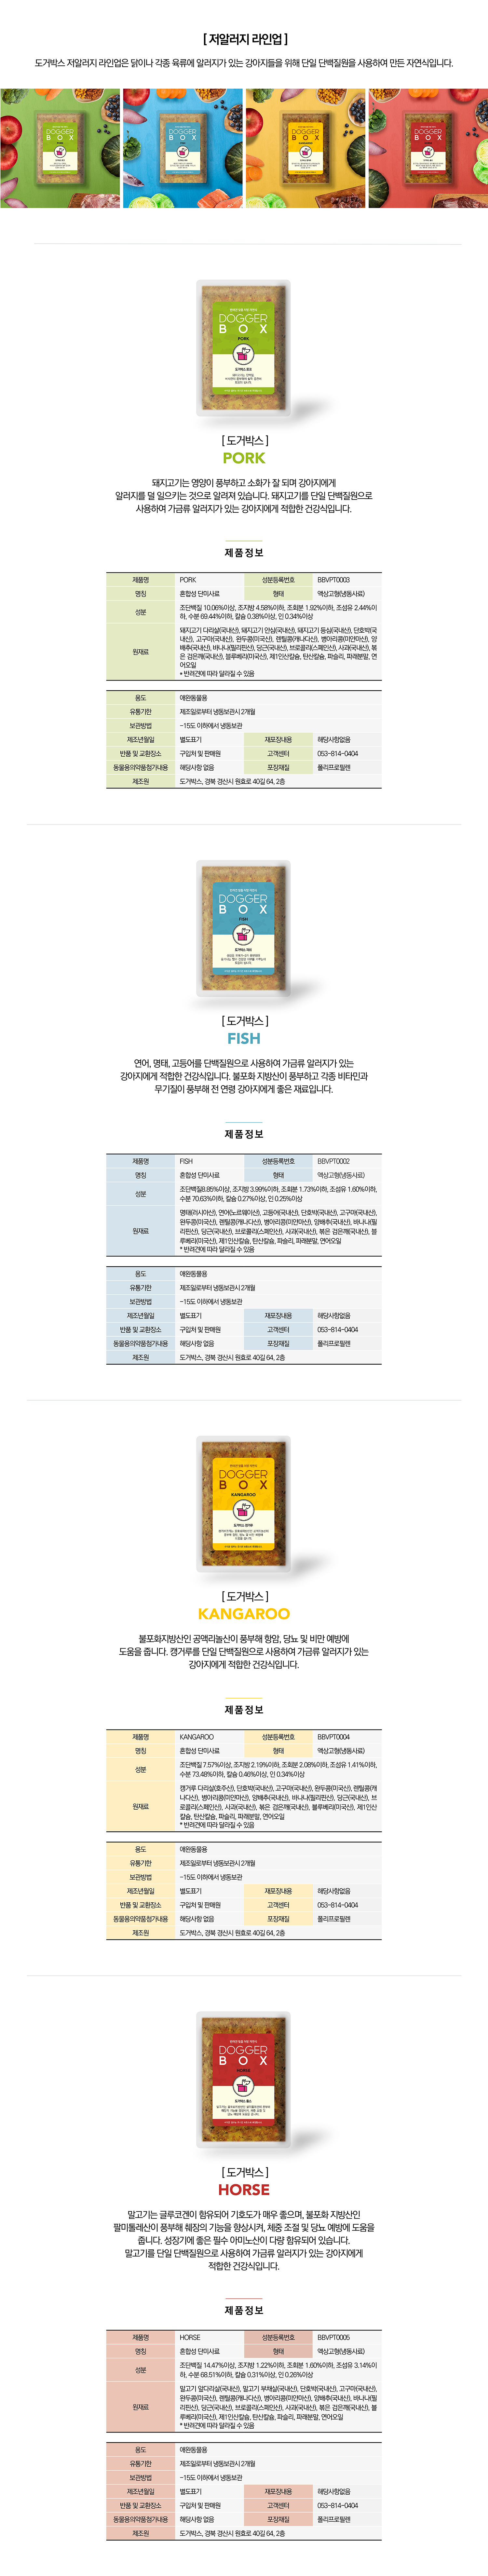 [ 저알러지 라인업 ]
도거박스 저알러지 라인업은 닭이나 각종 육류에 알러지가 있는 강아지들을 위해 단일 단백질원을 사용하여 만든 자연식입니다.
DOGGER
BOX
PORK
DOGGER
BOX
DOGGER
BOX
KANGAROO
DOGGER
BOX
DOGGER
BOX
PORK
[ 도거박스 ]
PORK
돼지고기는 영양이 풍부하고 소화가 잘 되며 강아지에게
알러지를 덜 일으키는 것으로 알려져 있습니다. 돼지고기를 단일 단백질원으로
사용하여 가금류 알러지가 있는 강아지에게 적합한 건강식입니다.
제품정보
제품명 PORK 성분등록번호 BBVPT0003
명칭 혼합성 단미사료 형태 액상고형(냉동사료)
성분 조단백질 10.06%이상, 조지방 4.58%이하, 조회분 1.92%이하, 조섬유 2.44%이
하, 수분 69.44%이하, 칼슘 0.38%이상, 인 0.34%이상
원재료 돼지고기 다리살(국내산), 돼지고기 안심(국내산), 돼지고기 등심(국내산), 단호박(국
내산), 고구마(국내산), 완두콩(미국산), 렌틸콩(캐나다산), 병아리콩(미얀마산), 양
배추(국내산), 바나나(필리핀산), 당근(국내산), 브로콜리(스페인산), 사과(국내산), 볶
은 검은깨(국내산), 블루베리(미국산), 제1인산칼슘, 탄산칼슘, 파슬리, 파래분말, 연
어오일
* 반려견에 따라 달라질 수 있음
용도 애완동물용
유통기한 제조일로부터 냉동보관시 2개월
보관방법 -15도 이하에서 냉동보관
제조년월일 별도표기 재포장내용 해당사항없음
반품 및 교환장소 구입처 및 판매원 고객센터 053-814-0404
동물용의약품첨가내용 해당사항 없음 포장재질 폴리프로필렌
제조원 도거박스, 경북 경산시 원효로 40길 64, 2층
DOGGER
BOX
FISH
[ 도거박스 ]
FISH
연어, 명태, 고등어를 단백질원으로 사용하여 가금류 알러지가 있는
강아지에게 적합한 건강식입니다. 불포화 지방산이 풍부하고 각종 비타민과
무기질이 풍부해 전 연령 강아지에게 좋은 재료입니다.
제품정보
제품명 FISH 성분등록번호 BBVPT0002
명칭 혼합성 단미사료 형태 액상고형(냉동사료)
성분 조단백질8.85%이상, 조지방 3.99%이하, 조회분 1.73%이하, 조섬유 1.60%이하,
수분 70.63%이하, 칼슘 0.27%이상, 인 0.25%이상
원재료 명태(러시아산), 연어(노르웨이산), 고등어(국내산), 단호박(국내산), 고구마(국내산),
완두콩(미국산), 렌틸콩(캐나다산), 병아리콩(미얀마산), 양배추(국내산), 바나나(필
리핀산), 당근(국내산), 브로콜리(스페인산), 사과(국내산), 볶은 검은깨(국내산), 블
루베리(미국산), 제1인산칼슘, 탄산칼슘, 파슬리, 파래분말, 연어오일
* 반려견에 따라 달라질 수 있음
용도 애완동물용
유통기한 제조일로부터 냉동보관시 2개월
보관방법 -15도 이하에서 냉동보관
제조년월일 별도표기 재포장내용 해당사항없음
반품 및 교환장소 구입처 및 판매원 고객센터 053-814-0404
동물용의약품첨가내용 해당사항 없음 포장재질 폴리프로필렌
제조원 도거박스, 경북 경산시 원효로 40길 64, 2층
DOGGER
BOX
KANGAROO
[ 도거박스 ]
KANGAROO
불포화지방산인 공액리놀산이 풍부해 항암, 당뇨 및 비만 예방에
도움을 줍니다. 캥거루를 단일 단백질원으로 사용하여 가금류 알러지가 있는
강아지에게 적합한 건강식입니다.
제품정보
제품명 KANGAROO 성분등록번호 BBVPT0004
명칭 혼합성 단미사료 형태 액상고형(냉동사료)
성분 조단백질 7.57%이상, 조지방 2.19%이하, 조회분 2.08%이하, 조섬유 1.41%이하,
수분 73.48%이하, 칼슘 0.46%이상, 인 0.34%이상
원재료 캥거루 다리살(호주산), 단호박(국내산), 고구마(국내산), 완두콩(미국산), 렌틸콩(캐
나다산), 병아리콩(미얀마산), 양배추(국내산), 바나나(필리핀산), 당근(국내산), 브
로콜리(스페인산), 사과(국내산), 볶은 검은깨(국내산), 블루베리(미국산), 제1인산
칼슘, 탄산칼슘, 파슬리, 파래분말, 연어오일
* 반려견에 따라 달라질 수 있음
용도 애완동물용
유통기한 제조일로부터 냉동보관시 2개월
보관방법 -15도 이하에서 냉동보관
제조년월일 별도표기 재포장내용 해당사항없음
반품 및 교환장소 구입처 및 판매원 고객센터 053-814-0404
동물용의약품첨가내용 해당사항 없음 포장재질 폴리프로필렌
제조원 도거박스, 경북 경산시 원효로 40길 64, 2층
DOGGER
BOX
HORSE
[ 도거박스 ]
HORSE
말고기는 글루코겐이 함유되어 기호도가 매우 좋으며, 불포화 지방산인
팔미톨레산이 풍부해 췌장의 기능을 향상시켜, 체중 조절 및 당뇨 예방에 도움을
줍니다. 성장기에 좋은 필수 아미노산이 다량 함유되어 있습니다.
말고기를 단일 단백질원으로 사용하여 가금류 알러지가 있는 강아지에게
적합한 건강식입니다.
제품정보
제품명 HORSE 성분등록번호 BBVPT0005
명칭 혼합성 단미사료 형태 액상고형(냉동사료)
성분 조단백질 14.47%이상, 조지방 1.22%이하, 조회분 1.60%이하, 조섬유 3.14%이
하, 수분 68.51%이하, 칼슘 0.31%이상, 인 0.26%이상
원재료 말고기 앞다리살(국내산), 말고기 부채살(국내산), 단호박(국내산), 고구마(국내산),
완두콩(미국산), 렌틸콩(캐나다산), 병아리콩(미얀마산), 양배추(국내산), 바나나(필
리핀산), 당근(국내산), 브로콜리(스페인산), 사과(국내산), 볶은 검은깨(국내산), 블
루베리(미국산), 제1인산칼슘, 탄산칼슘, 파슬리, 파래분말, 연어오일
* 반려견에 따라 달라질 수 있음
용도 애완동물용
유통기한 제조일로부터 냉동보관시 2개월
보관방법 -15도 이하에서 냉동보관
제조년월일 별도표기 재포장내용 해당사항없음
반품 및 교환장소 구입처 및 판매원 고객센터 053-814-0404
동물용의약품첨가내용 해당사항 없음 포장재질 폴리프로필렌
제조원 도거박스, 경북 경산시 원효로 40길 64, 2층